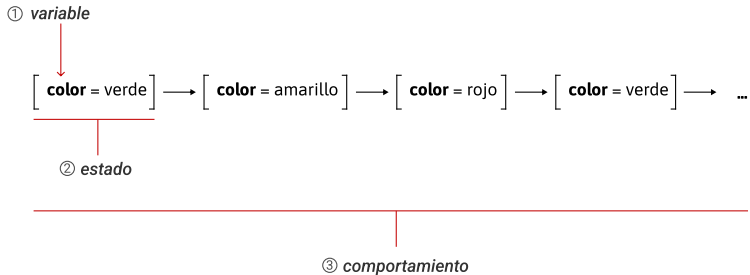 ① variable
[ color = verde ] → [ color = amarillo ] → [ color = rojo ] → [ color = verde ] → ...
② estado
③ comportamiento